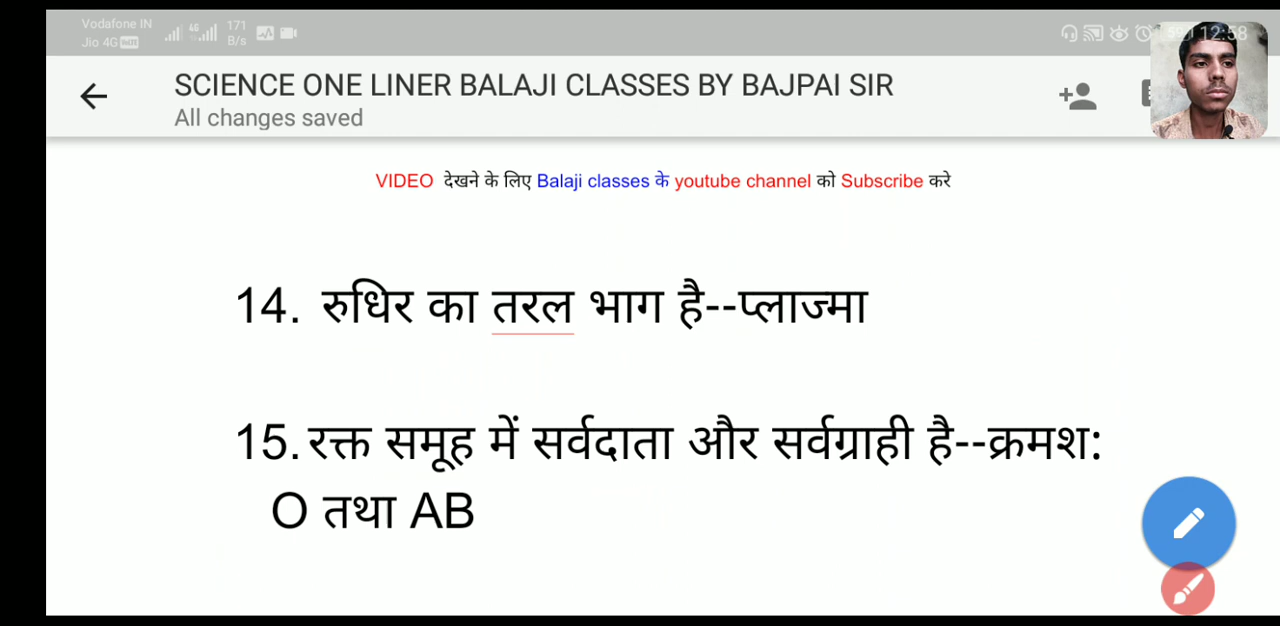 Vodafone IN
Jio 4G VoLTE
4G
171
B/s
12:58
SCIENCE ONE LINER BALAJI CLASSES BY BAJPAI SIR
All changes saved
VIDEO देखने के लिए Balaji classes के youtube channel को Subscribe करे
14. रुधिर का तरल भाग है--प्लाज्मा
15. रक्त समूह में सर्वदाता और सर्वग्राही है--क्रमश:
O तथा AB